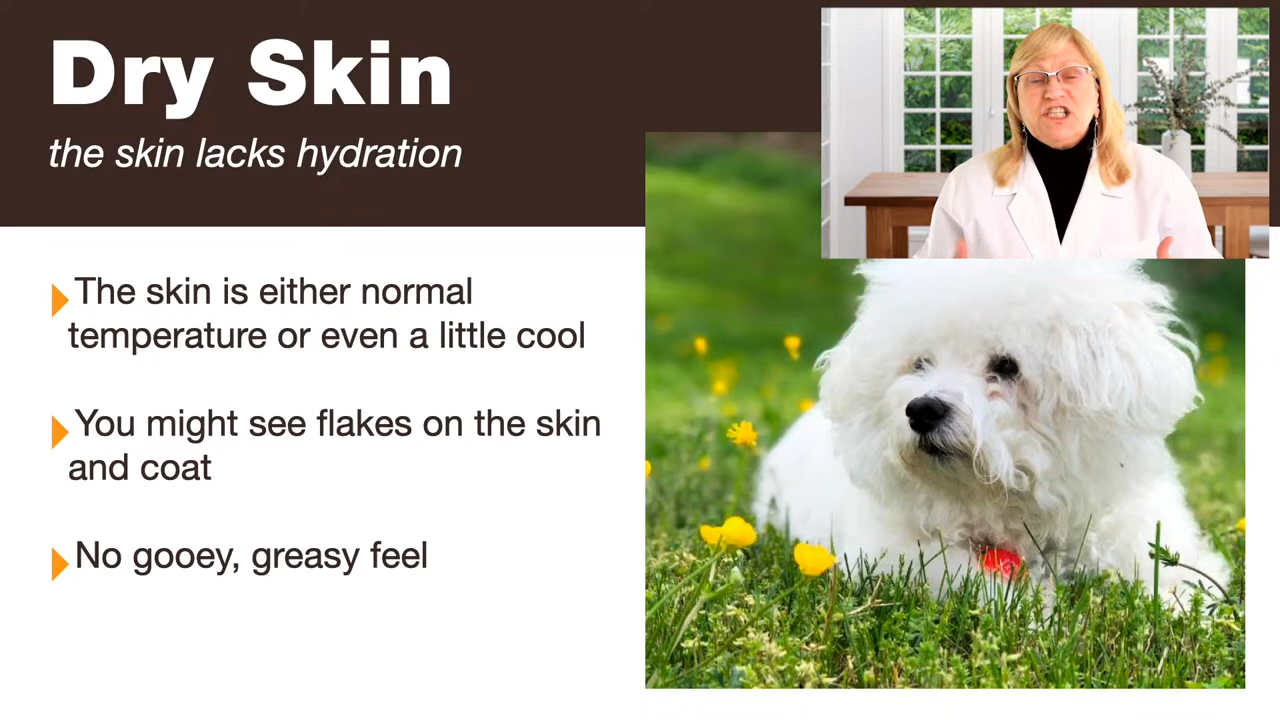 Dry Skin
the skin lacks hydration
The skin is either normal
temperature or even a little cool
You might see flakes on the skin
and coat
No gooey, greasy feel